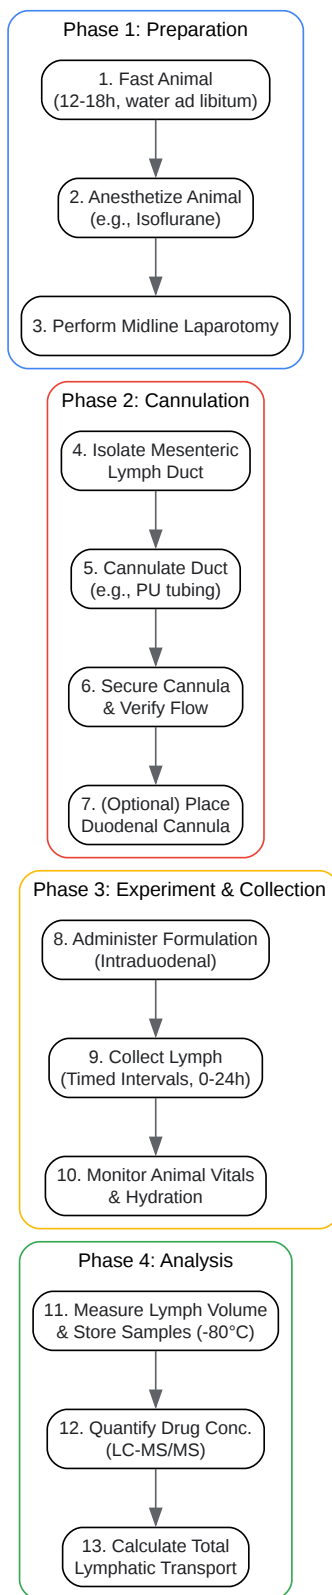 Phase 1: Preparation
1. Fast Animal
(12-18h, water ad libitum)
2. Anesthetize Animal
(e.g., Isoflurane)
3. Perform Midline Laparotomy
Phase 2: Cannulation
4. Isolate Mesenteric
Lymph Duct
5. Cannulate Duct
(e.g., PU tubing)
6. Secure Cannula
& Verify Flow
7. (Optional) Place
Duodenal Cannula
Phase 3: Experiment & Collection
8. Administer Formulation
(Intraduodenal)
9. Collect Lymph
(Timed Intervals, 0-24h)
10. Monitor Animal Vitals
& Hydration
Phase 4: Analysis
11. Measure Lymph Volume
& Store Samples (-80°C)
12. Quantify Drug Conc.
(LC-MS/MS)
13. Calculate Total
Lymphatic Transport